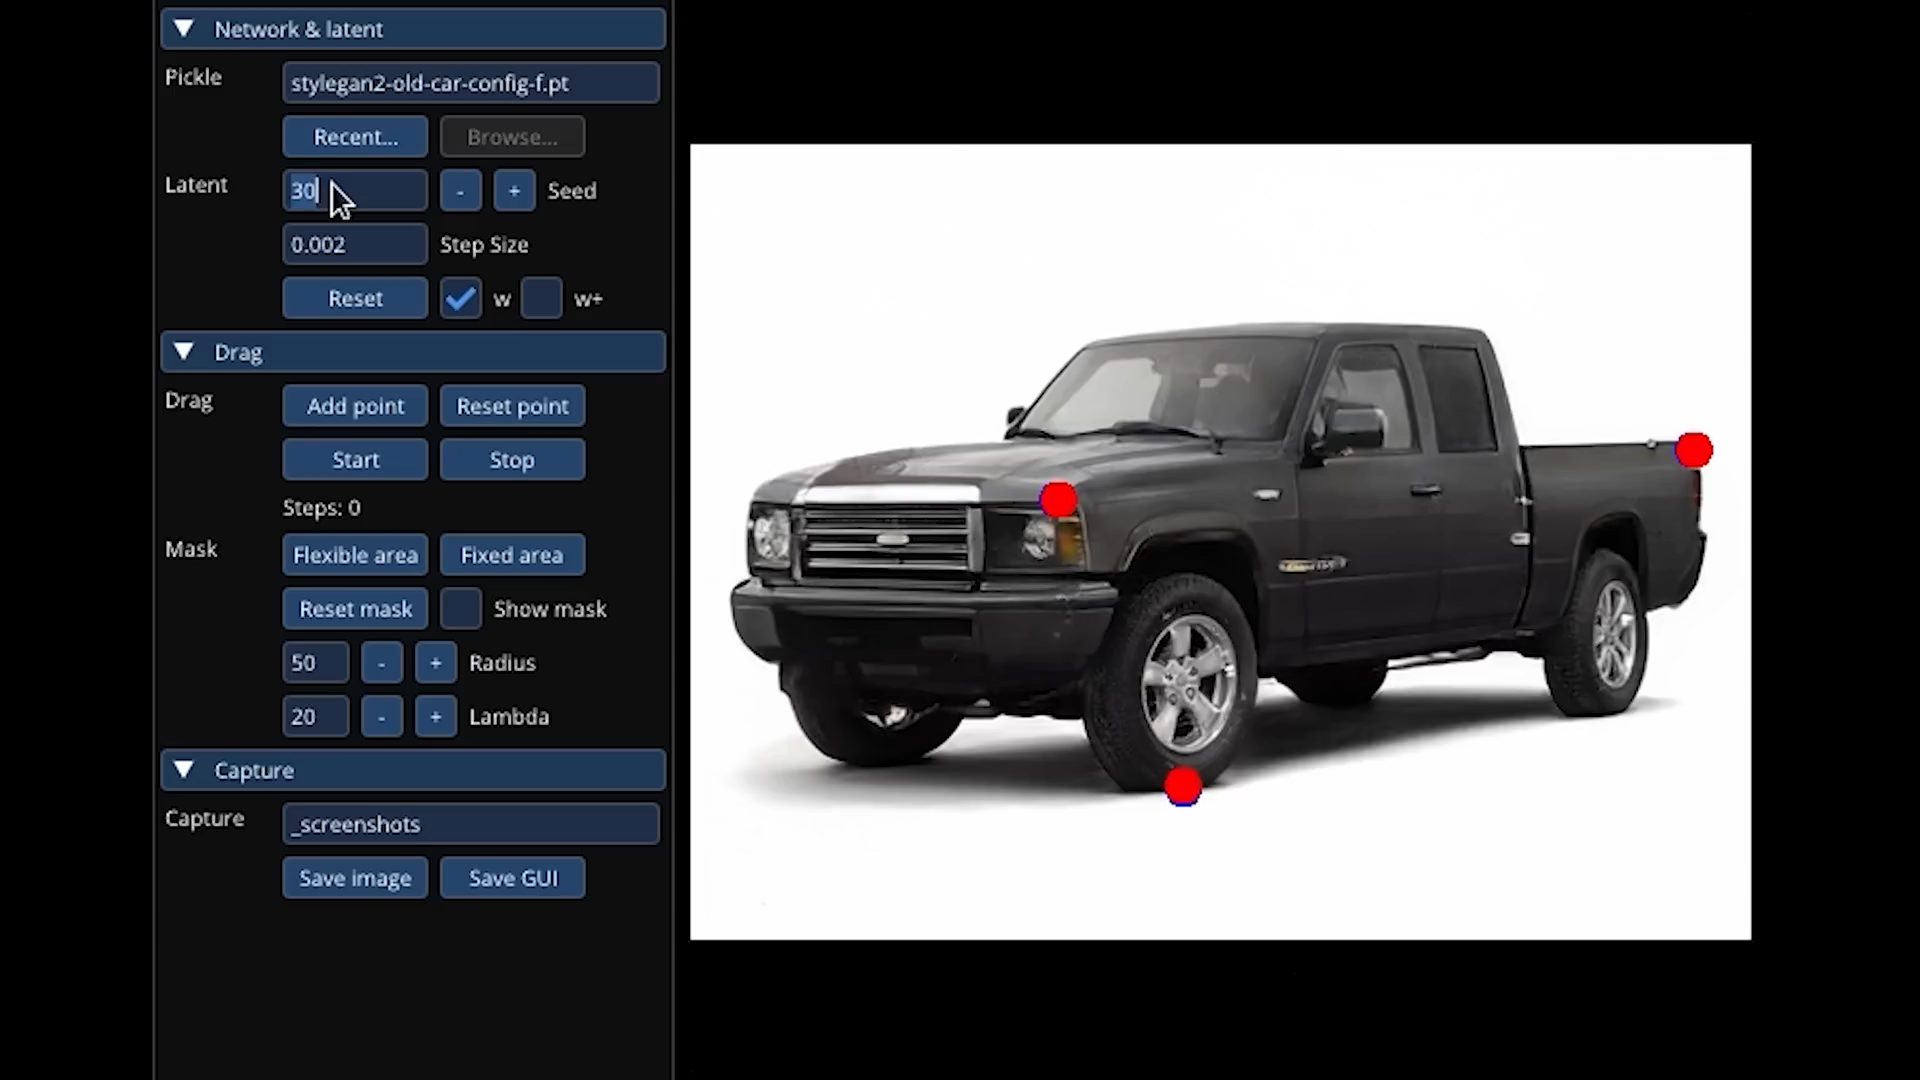 Network & latent
Pickle stylegan2-old-car-config-f.pt
Recent... Browse...
Latent 30 - + Seed
0.002 Step Size
Reset w w+
Drag
Drag Add point Reset point
Start Stop
Steps: 0
Mask Flexible area Fixed area
Reset mask Show mask
50 - + Radius
20 - + Lambda
Capture
Capture _screenshots
Save image Save GUI